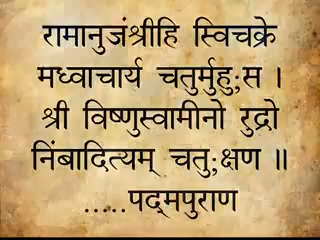 रामानुजंश्रीहि स्विचक्रे
मध्वाचार्य चतुर्मुहु;स ।
श्री विष्णुस्वामीनो रुद्रो
निंबादित्यम् चतु;क्षण ॥
.....पद्मपुराण